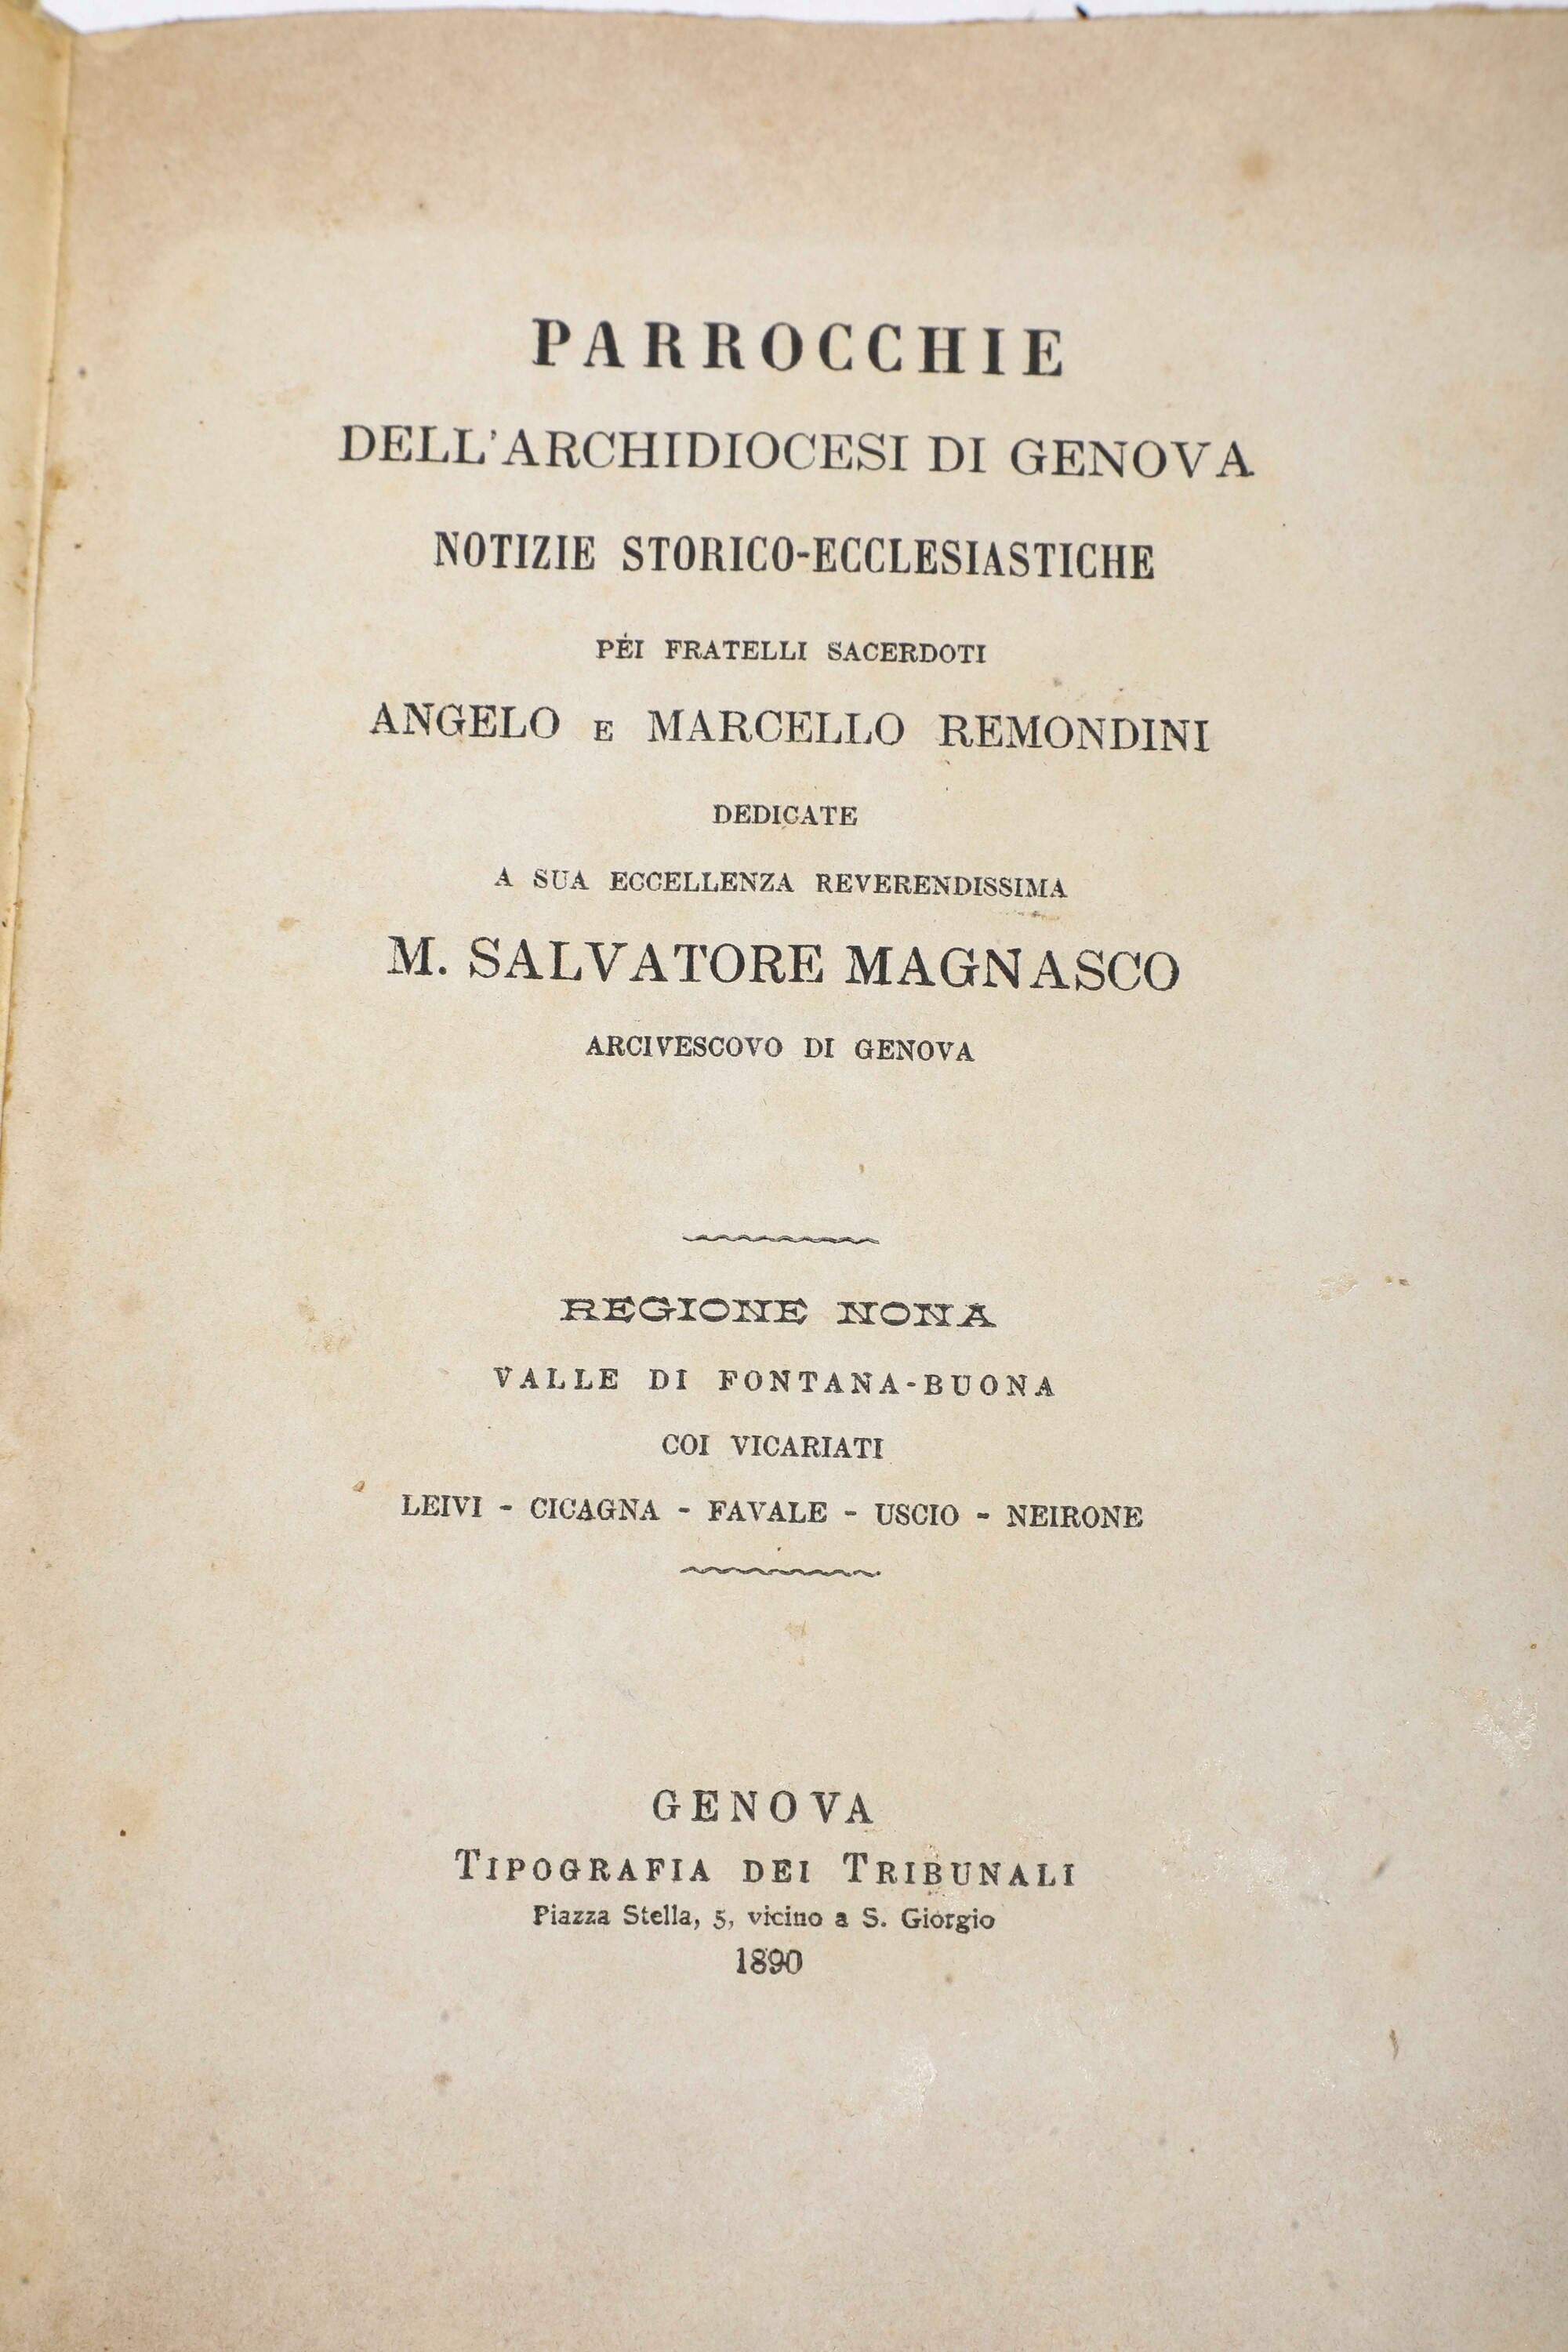 PARROCCHIE
DELL'ARCHIDIOCESI DI GENOVA
NOTIZIE STORICO-ECCLESIASTICHE
PÈI FRATELLI SACERDOTI
ANGELO E MARCELLO REMONDINI
DEDICATE
A SUA ECCELLENZA REVERENDISSIMA
M. SALVATORE MAGNASCO
ARCIVESCOVO DI GENOVA
REGIONE NONA
VALLE DI FONTANA-BUONA
COI VICARIATI
LEIVI - CICAGNA - FAVALE - USCIO - NEIRONE
GENOVA
TIPOGRAFIA DEI TRIBUNALI
Piazza Stella, 5, vicino a S. Giorgio
1890